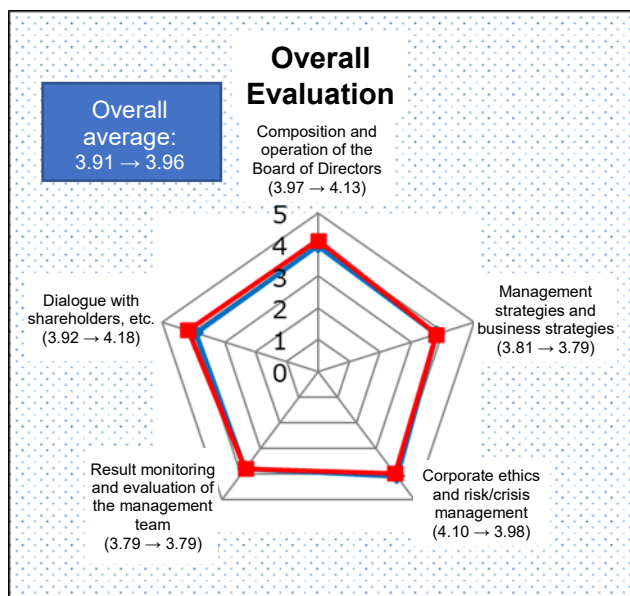 Overall
Evaluation
Overall
average:
3.91 → 3.96
Composition and
operation of the
Board of Directors
(3.97 → 4.13)
5
4
3
2
1
0
Dialogue with
shareholders, etc.
(3.92 → 4.18)
Management
strategies and
business strategies
(3.81 → 3.79)
Result monitoring
and evaluation of
the management
team
(3.79 → 3.79)
Corporate ethics
and risk/crisis
management
(4.10 → 3.98)